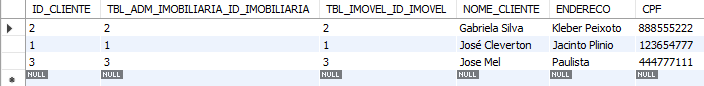 ID_CLIENTE TBL_ADM_IMOBILIARIA_ID_IMOBILIARIA TBL_IMOVEL_ID_IMOVEL NOME_CLIENTE ENDERECO CPF
2 2 2 Gabriela Silva Kleber Peixoto 888555222
1 1 1 José Cleverton Jacinto Plinio 123654777
3 3 3 Jose Mel Paulista 444777111
NULL NULL NULL NULL NULL NULL